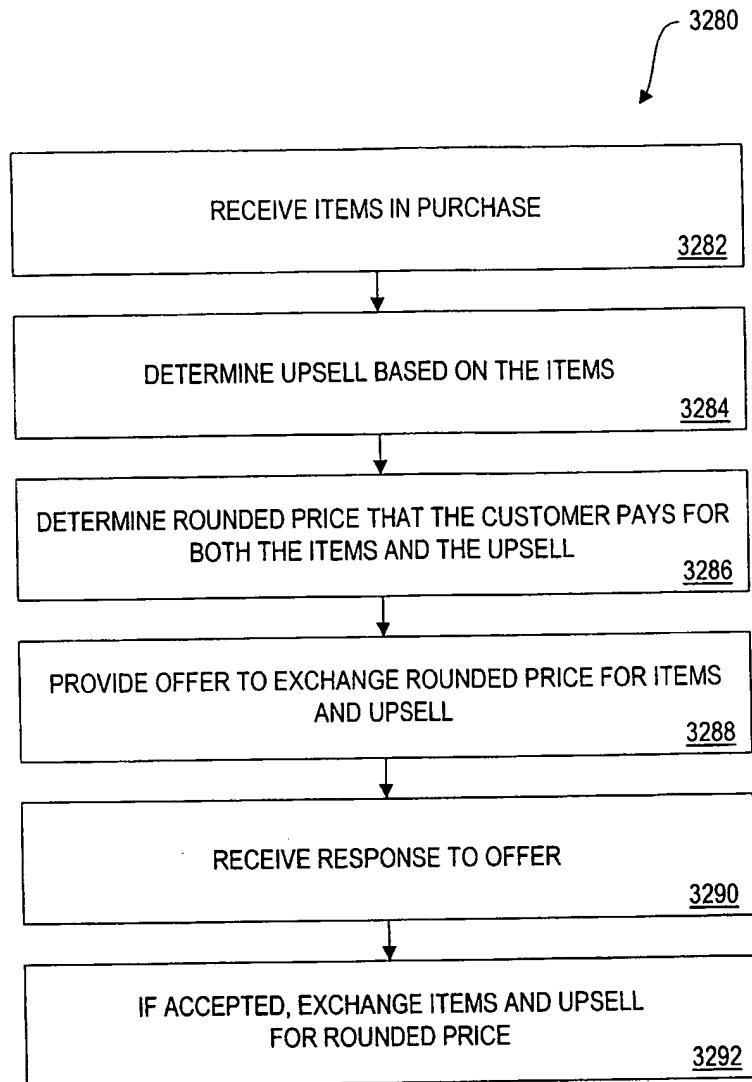 3280
RECEIVE ITEMS IN PURCHASE
3282
DETERMINE UPSELL BASED ON THE ITEMS
3284
DETERMINE ROUNDED PRICE THAT THE CUSTOMER PAYS FOR
BOTH THE ITEMS AND THE UPSELL
3286
PROVIDE OFFER TO EXCHANGE ROUNDED PRICE FOR ITEMS
AND UPSELL
3288
RECEIVE RESPONSE TO OFFER
3290
IF ACCEPTED, EXCHANGE ITEMS AND UPSELL
FOR ROUNDED PRICE
3292